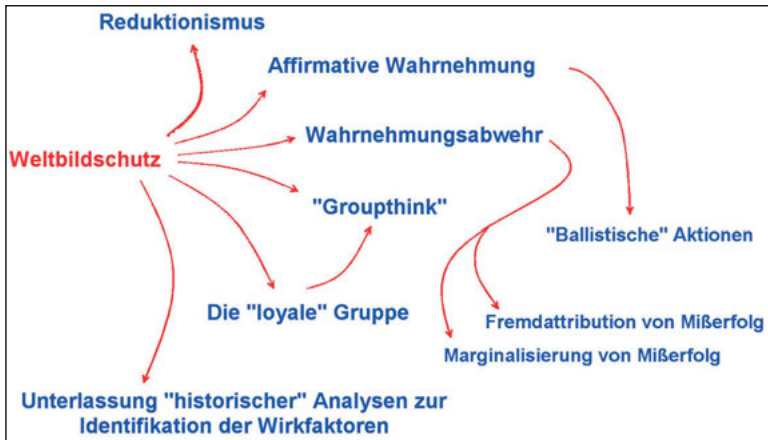 Reduktionismus
Affirmative Wahrnehmung
Wahrnehmungsabwehr
Weltbildschutz
"Groupthink"
"Ballistische" Aktionen
Die "loyale" Gruppe
Fremdattribution von Mißerfolg
Marginalisierung von Mißerfolg
Unterlassung "historischer" Analysen zur
Identifikation der Wirkfaktoren